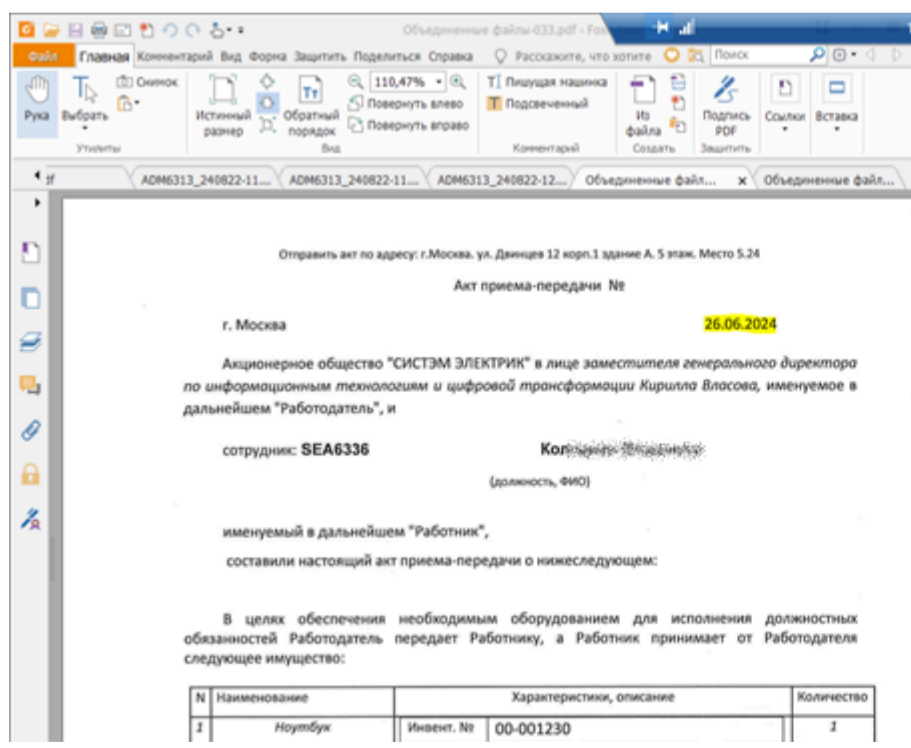 Объединенные файлы-033.pdf - Fox
Файл Главная Комментарий Вид Форма Защитить Поделиться Справка Расскажите, что хотите Поиск
Рука
Выбрать
Снимок
Истинный размер
Обратный порядок
110,47%
Повернуть влево
Повернуть вправо
Пишущая машинка
Подсвеченный
Из файла
Подпись PDF
Ссылки
Вставка
Утилиты Вид Комментарий Создать Защитить
ADM6313_240822-11... ADM6313_240822-11... ADM6313_240822-12... Объединенные файл... x Объединенные файл...
Отправить акт по адресу: г.Москва. ул. Двинцев 12 корп.1 здание А. 5 этаж. Место 5.24
Акт приема-передачи №
г. Москва 26.06.2024
Акционерное общество "СИСТЭМ ЭЛЕКТРИК" в лице заместителя генерального директора
по информационным технологиям и цифровой трансформации Кирилла Власова, именуемое в
дальнейшем "Работодатель", и
сотрудник: SEA6336 Кол
(должность, ФИО)
именуемый в дальнейшем "Работник",
составили настоящий акт приема-передачи о нижеследующем:
В целях обеспечения необходимым оборудованием для исполнения должностных
обязанностей Работодатель передает Работнику, а Работник принимает от Работодателя
следующее имущество:
N Наименование Характеристики, описание Количество
1 Ноутбук Инвент. № 00-001230 1